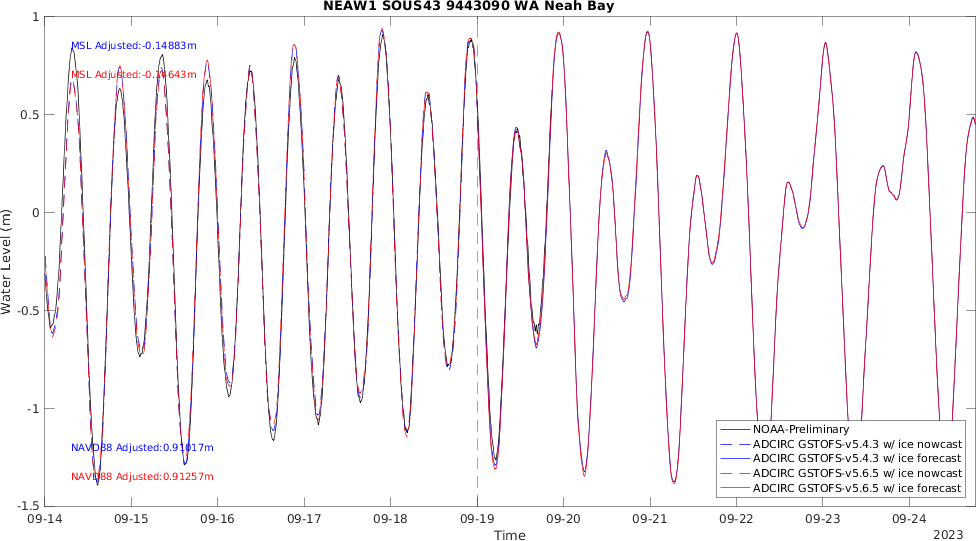 NEAW1 SOUS43 9443090 WA Neah Bay
1
0.5
0
-0.5
-1
-1.5
Water Level (m)
MSL Adjusted:-0.14883m
MSL Adjusted:-0.14643m
NAVD88 Adjusted:0.91017m
NAVD88 Adjusted:0.91257m
NOAA-Preliminary
ADCIRC GSTOFS-v5.4.3 w/ ice nowcast
ADCIRC GSTOFS-v5.4.3 w/ ice forecast
ADCIRC GSTOFS-v5.6.5 w/ ice nowcast
ADCIRC GSTOFS-v5.6.5 w/ ice forecast
09-14 09-15 09-16 09-17 09-18 09-19 09-20 09-21 09-22 09-23 09-24
Time
2023